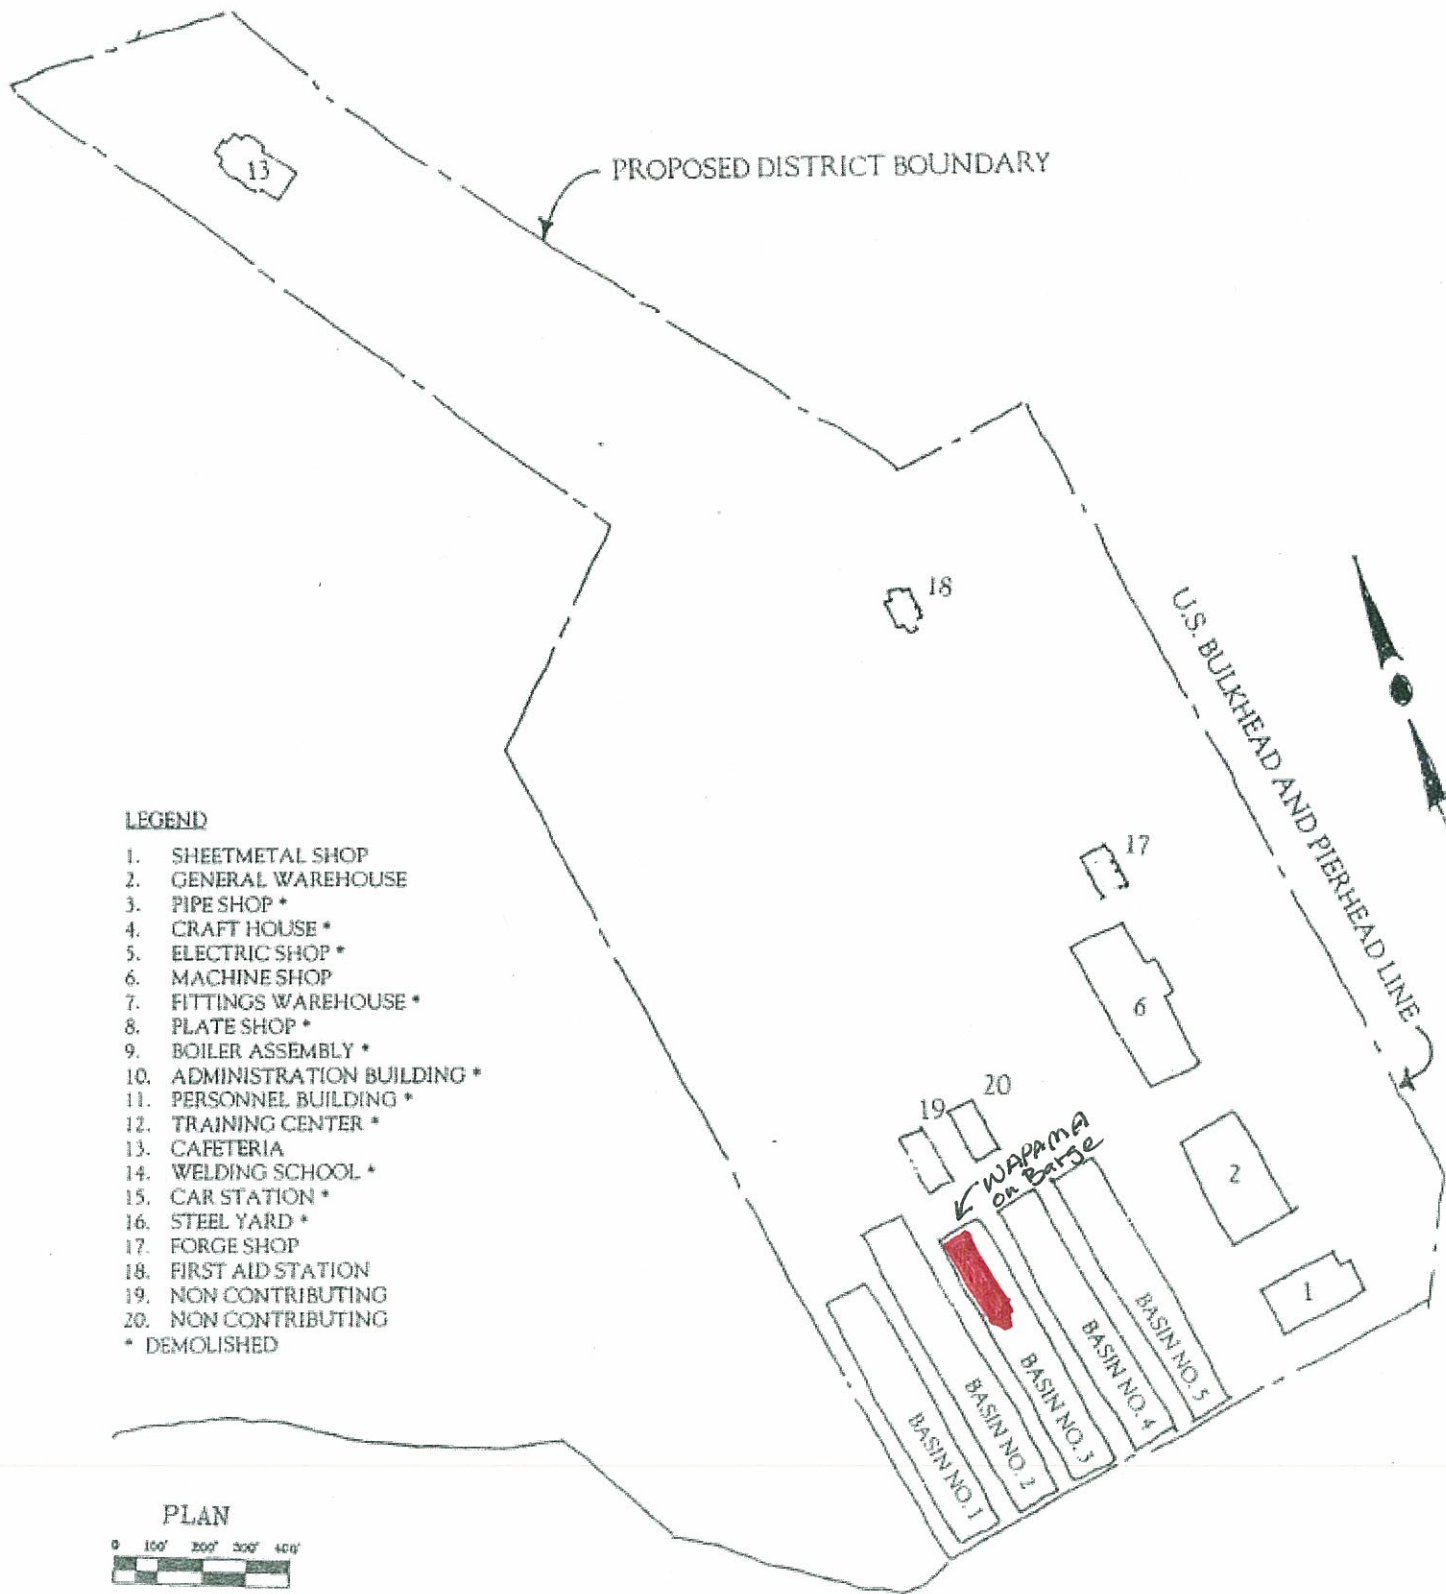 13
PROPOSED DISTRICT BOUNDARY
18
U.S. BULKHEAD AND PIERHEAD LINE
LEGEND
1. SHEETMETAL SHOP
2. GENERAL WAREHOUSE
3. PIPE SHOP *
4. CRAFT HOUSE *
5. ELECTRIC SHOP *
6. MACHINE SHOP
7. FITTINGS WAREHOUSE *
8. PLATE SHOP *
9. BOILER ASSEMBLY *
10. ADMINISTRATION BUILDING *
11. PERSONNEL BUILDING *
12. TRAINING CENTER *
13. CAFETERIA
14. WELDING SCHOOL *
15. CAR STATION *
16. STEEL YARD *
17. FORGE SHOP
18. FIRST AID STATION
19. NON CONTRIBUTING
20. NON CONTRIBUTING
* DEMOLISHED
17
6
20
19
WAPAMA
on Barge
2
1
BASIN NO. 1
BASIN NO. 2
BASIN NO. 3
BASIN NO. 4
BASIN NO. 5
PLAN
0 100' 200' 300' 400'